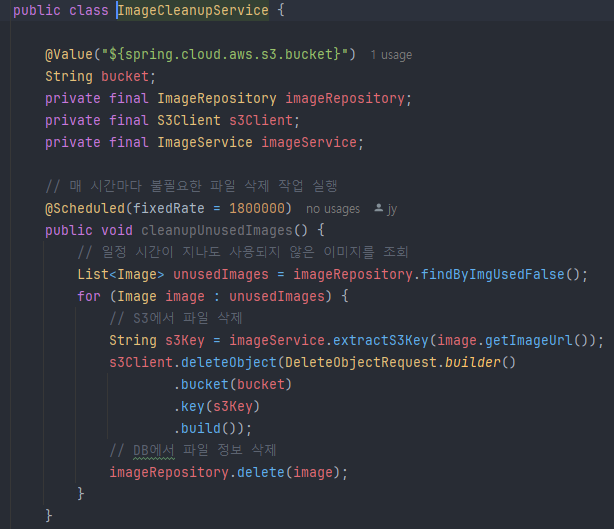 public class ImageCleanupService {
@Value("${spring.cloud.aws.s3.bucket}") 1 usage
String bucket;
private final ImageRepository imageRepository;
private final S3Client s3Client;
private final ImageService imageService;
// 매 시간마다 불필요한 파일 삭제 작업 실행
@Scheduled(fixedRate = 1800000) no usages jy
public void cleanupUnusedImages() {
// 일정 시간이 지나도 사용되지 않은 이미지를 조회
List<Image> unusedImages = imageRepository.findByImgUsedFalse();
for (Image image : unusedImages) {
// S3에서 파일 삭제
String s3Key = imageService.extractS3Key(image.getImageUrl());
s3Client.deleteObject(DeleteObjectRequest.builder()
.bucket(bucket)
.key(s3Key)
.build());
// DB에서 파일 정보 삭제
imageRepository.delete(image);
}
}